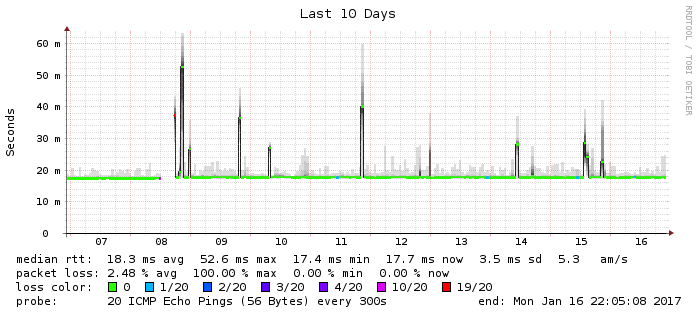 Last 10 Days
RRDTOOL / TOBI OETIKER
Seconds
60 m
50 m
40 m
30 m
20 m
10 m
0
07 08 09 10 11 12 13 14 15 16
median rtt: 18.3 ms avg 52.6 ms max 17.4 ms min 17.7 ms now 3.5 ms sd 5.3 am/s
packet loss: 2.48 % avg 100.00 % max 0.00 % min 0.00 % now
loss color: 0 1/20 2/20 3/20 4/20 10/20 19/20
probe: 20 ICMP Echo Pings (56 Bytes) every 300s end: Mon Jan 16 22:05:08 2017